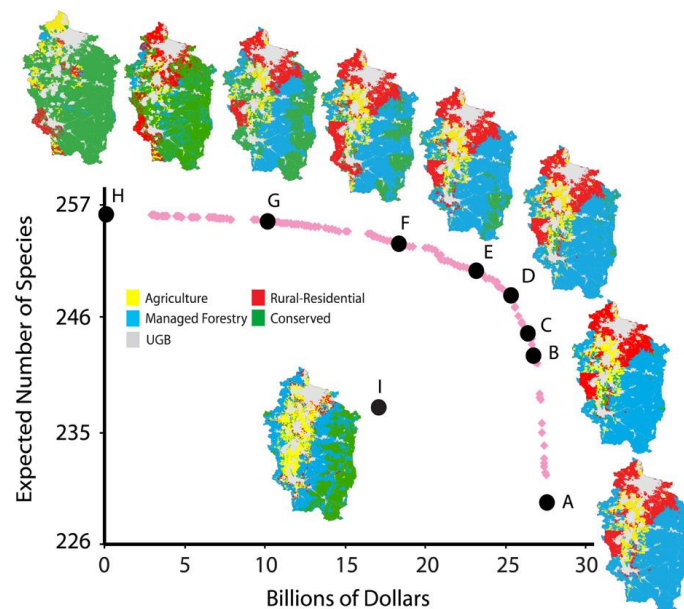 H
G
F
E
D
C
B
A
I
257
246
235
226
Expected Number of Species
Agriculture
Rural-Residential
Managed Forestry
Conserved
UGB
0 5 10 15 20 25 30
Billions of Dollars